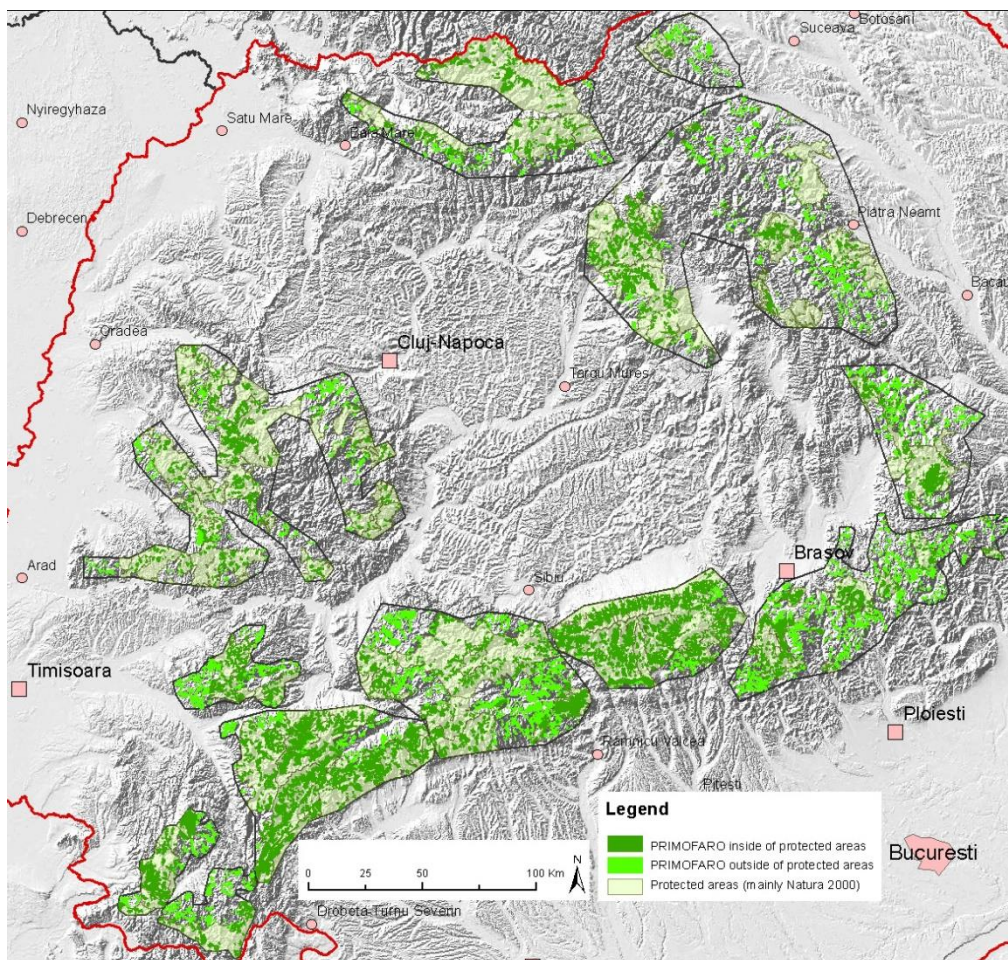 Botosani
Suceava
Nyiregyhaza
Satu Mare
Baia Mare
Debrecen
Piatra Neamt
Bacau
Oradea
Cluj-Napoca
Targu Mures
Arad
Brasov
Sibiu
Timisoara
Ploiesti
Ramnicu Valcea
Pitesti
Legend
PRIMOFARO inside of protected areas
PRIMOFARO outside of protected areas
Protected areas (mainly Natura 2000)
Bucuresti
N
0 25 50 100 Km
Drobeta-Turnu Severin